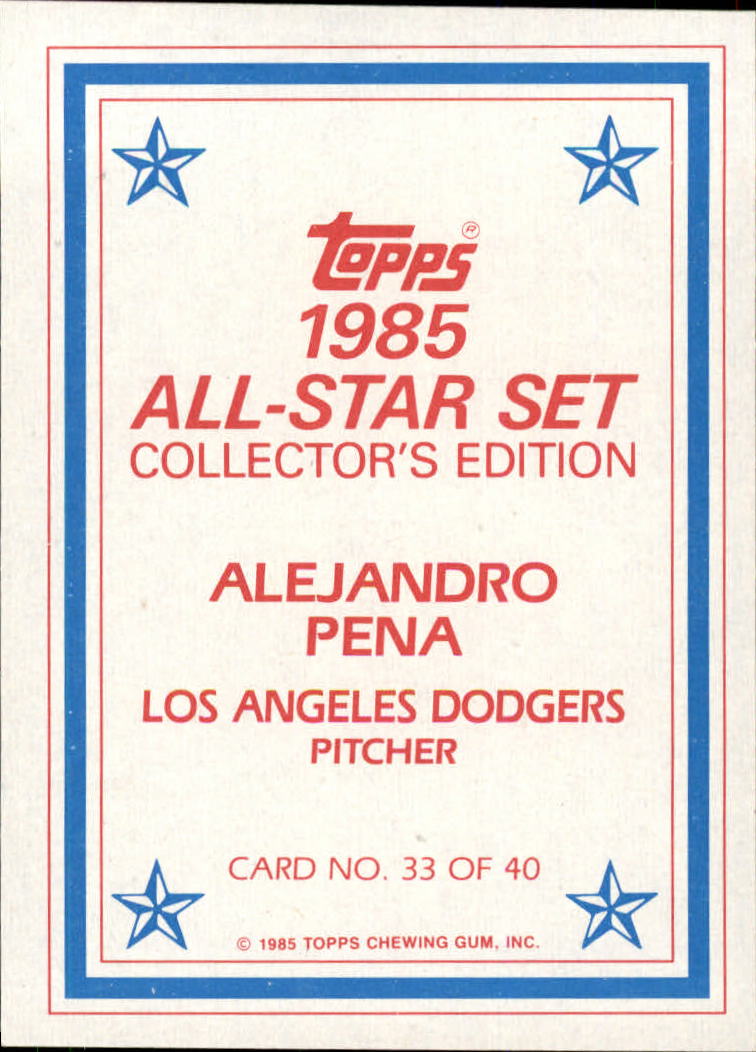 topps®
1985
ALL-STAR SET
COLLECTOR'S EDITION
ALEJANDRO
PENA
LOS ANGELES DODGERS
PITCHER
CARD NO. 33 OF 40
© 1985 TOPPS CHEWING GUM, INC.